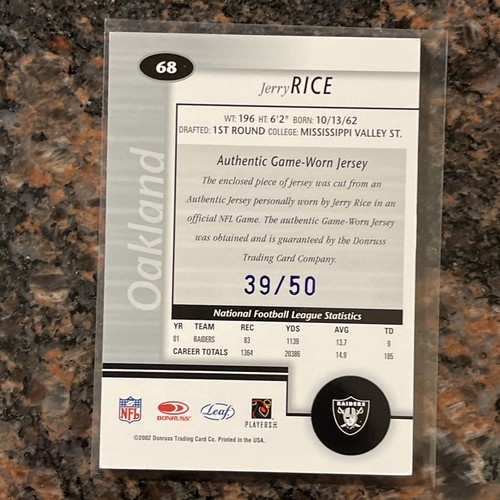 68
Jerry RICE
WT: 196 HT: 6'2" BORN: 10/13/62
DRAFTED: 1ST ROUND COLLEGE: MISSISSIPPI VALLEY ST.
Oakland
Authentic Game-Worn Jersey
The enclosed piece of jersey was cut from an
Authentic Jersey personally worn by Jerry Rice in an
official NFL Game. The authentic Game-Worn Jersey
was obtained and is guaranteed by the Donruss
Trading Card Company.
39/50
National Football League Statistics
YR TEAM REC YDS AVG TD
01 RAIDERS 83 1139 13.7 9
CAREER TOTALS 1364 20386 14.9 185
NFL DONRUSS Leaf PLAYERS INC
RAIDERS
©2002 Donruss Trading Card Co. Printed in the USA.